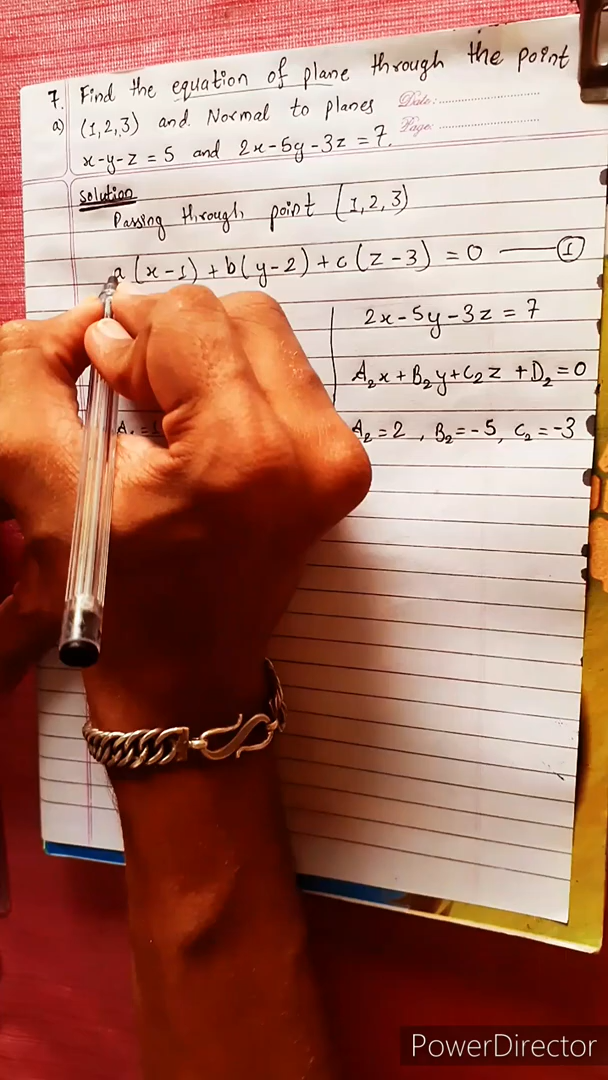 7. Find the equation of plane through the point
a) (1,2,3) and Normal to planes
Date:
x-y-z = 5 and 2x-5y-3z = 7.
Page:
Solution
Passing through point (1,2,3)
a(x-1)+b(y-2)+c(z-3) = 0 —— ①
2x-5y-3z = 7
A₂x+B₂y+C₂z+D₂=0
A₂=2, B₂=-5, C₂=-3
PowerDirector